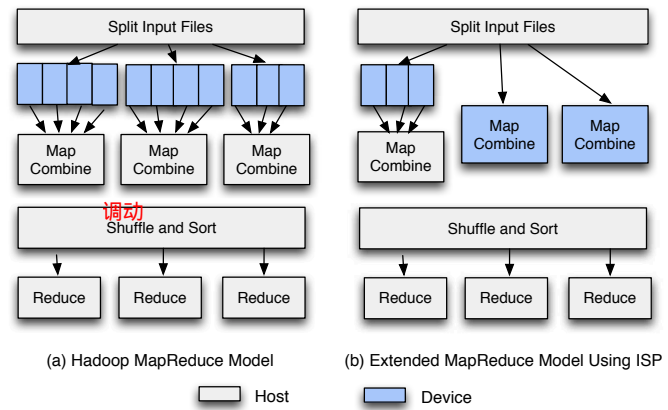 Split Input Files
Map
Combine
Map
Combine
Map
Combine
调动
Shuffle and Sort
Reduce
Reduce
Reduce
(a) Hadoop MapReduce Model
Split Input Files
Map
Combine
Map
Combine
Map
Combine
Shuffle and Sort
Reduce
Reduce
Reduce
(b) Extended MapReduce Model Using ISP
Host
Device